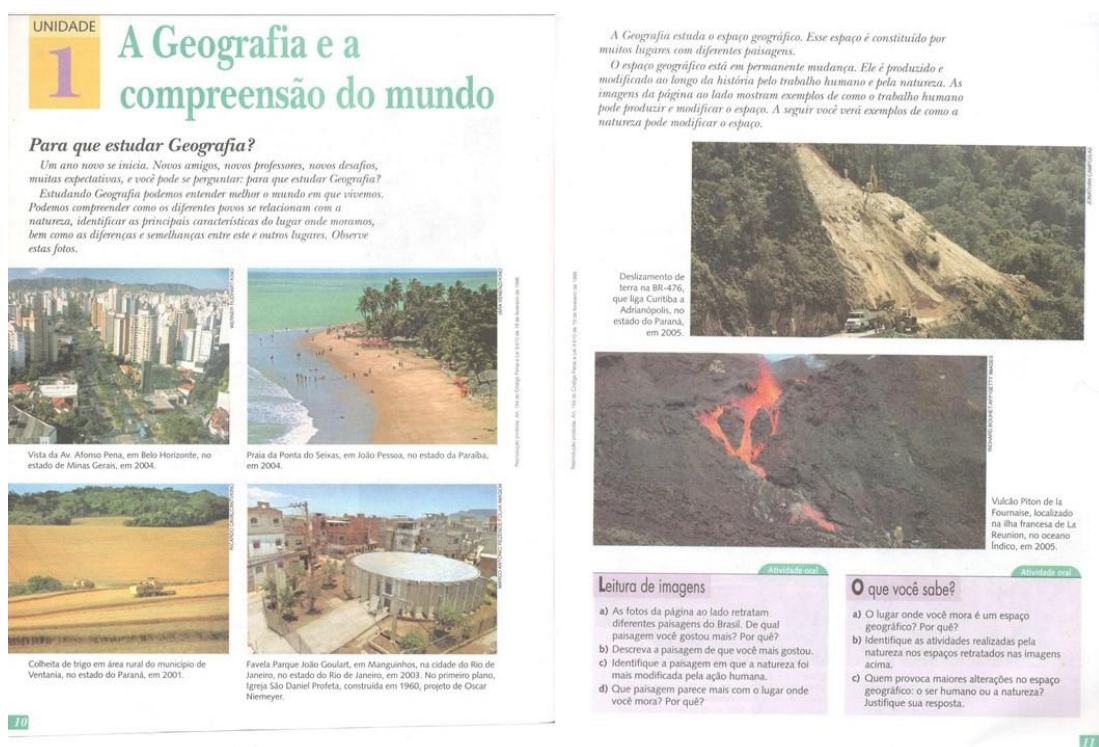 UNIDADE
1
A Geografia e a
compreensão do mundo
Para que estudar Geografia?
Um ano novo se inicia. Novos amigos, novos professores, novos desafios,
muitas expectativas, e você pode se perguntar: para que estudar Geografia?
Estudando Geografia podemos entender melhor o mundo em que vivemos.
Podemos compreender como os diferentes povos se relacionam com a
natureza, identificar as principais características do lugar onde moramos,
bem como as diferenças e semelhanças entre este e outros lugares. Observe
estas fotos.
Vista da Av. Afonso Pena, em Belo Horizonte, no
estado de Minas Gerais, em 2004.
Praia da Ponta do Seixas, em João Pessoa, no estado da Paraíba,
em 2004.
Colheita de trigo em área rural do município de
Ventania, no estado do Paraná, em 2001.
Favela Parque João Goulart, em Manguinhos, na cidade do Rio de
Janeiro, no estado do Rio de Janeiro, em 2003. No primeiro plano,
Igreja São Daniel Profeta, construída em 1960, projeto de Oscar
Niemeyer.
10
A Geografia estuda o espaço geográfico. Esse espaço é constituído por
muitos lugares com diferentes paisagens.
O espaço geográfico está em permanente mudança. Ele é produzido e
modificado ao longo da história pelo trabalho humano e pela natureza. As
imagens da página ao lado mostram exemplos de como o trabalho humano
pode produzir e modificar o espaço. A seguir você verá exemplos de como a
natureza pode modificar o espaço.
Deslizamento de
terra na BR-476,
que liga Curitiba a
Adrianópolis, no
estado do Paraná,
em 2005.
Vulcão Piton de la
Fournaise, localizado
na ilha francesa de La
Reunion, no oceano
Índico, em 2005.
Atividade oral
Leitura de imagens
a) As fotos da página ao lado retratam
diferentes paisagens do Brasil. De qual
paisagem você gostou mais? Por quê?
b) Descreva a paisagem de que você mais gostou.
c) Identifique a paisagem em que a natureza foi
mais modificada pela ação humana.
d) Que paisagem parece mais com o lugar onde
você mora? Por quê?
Atividade oral
O que você sabe?
a) O lugar onde você mora é um espaço
geográfico? Por quê?
b) Identifique as atividades realizadas pela
natureza nos espaços retratados nas imagens
acima.
c) Quem provoca maiores alterações no espaço
geográfico: o ser humano ou a natureza?
Justifique sua resposta.
11